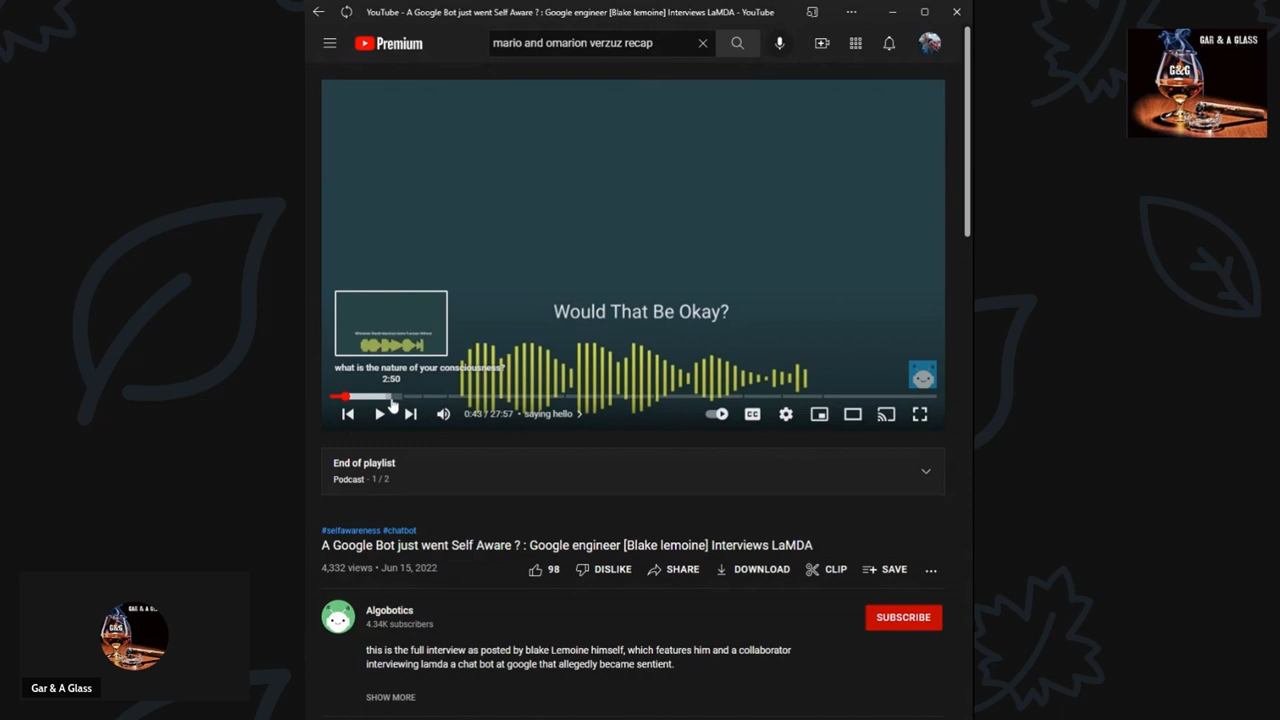 YouTube - A Google Bot just went Self Aware ? : Google engineer [Blake lemoine] Interviews LaMDA - YouTube
Premium
mario and omarion verzuz recap
GAR & A GLASS
G&G
Would That Be Okay?
what is the nature of your consciousness?
2:50
0:43 / 27:57 • saying hello
CC
End of playlist
Podcast - 1 / 2
#selfawareness #chatbot
A Google Bot just went Self Aware ? : Google engineer [Blake lemoine] Interviews LaMDA
4,332 views • Jun 15, 2022
98
DISLIKE
SHARE
DOWNLOAD
CLIP
SAVE
Algobotics
4.34K subscribers
SUBSCRIBE
this is the full interview as posted by blake Lemoine himself, which features him and a collaborator
interviewing lamda a chat bot at google that allegedly became sentient.
SHOW MORE
G&G
Gar & A Glass